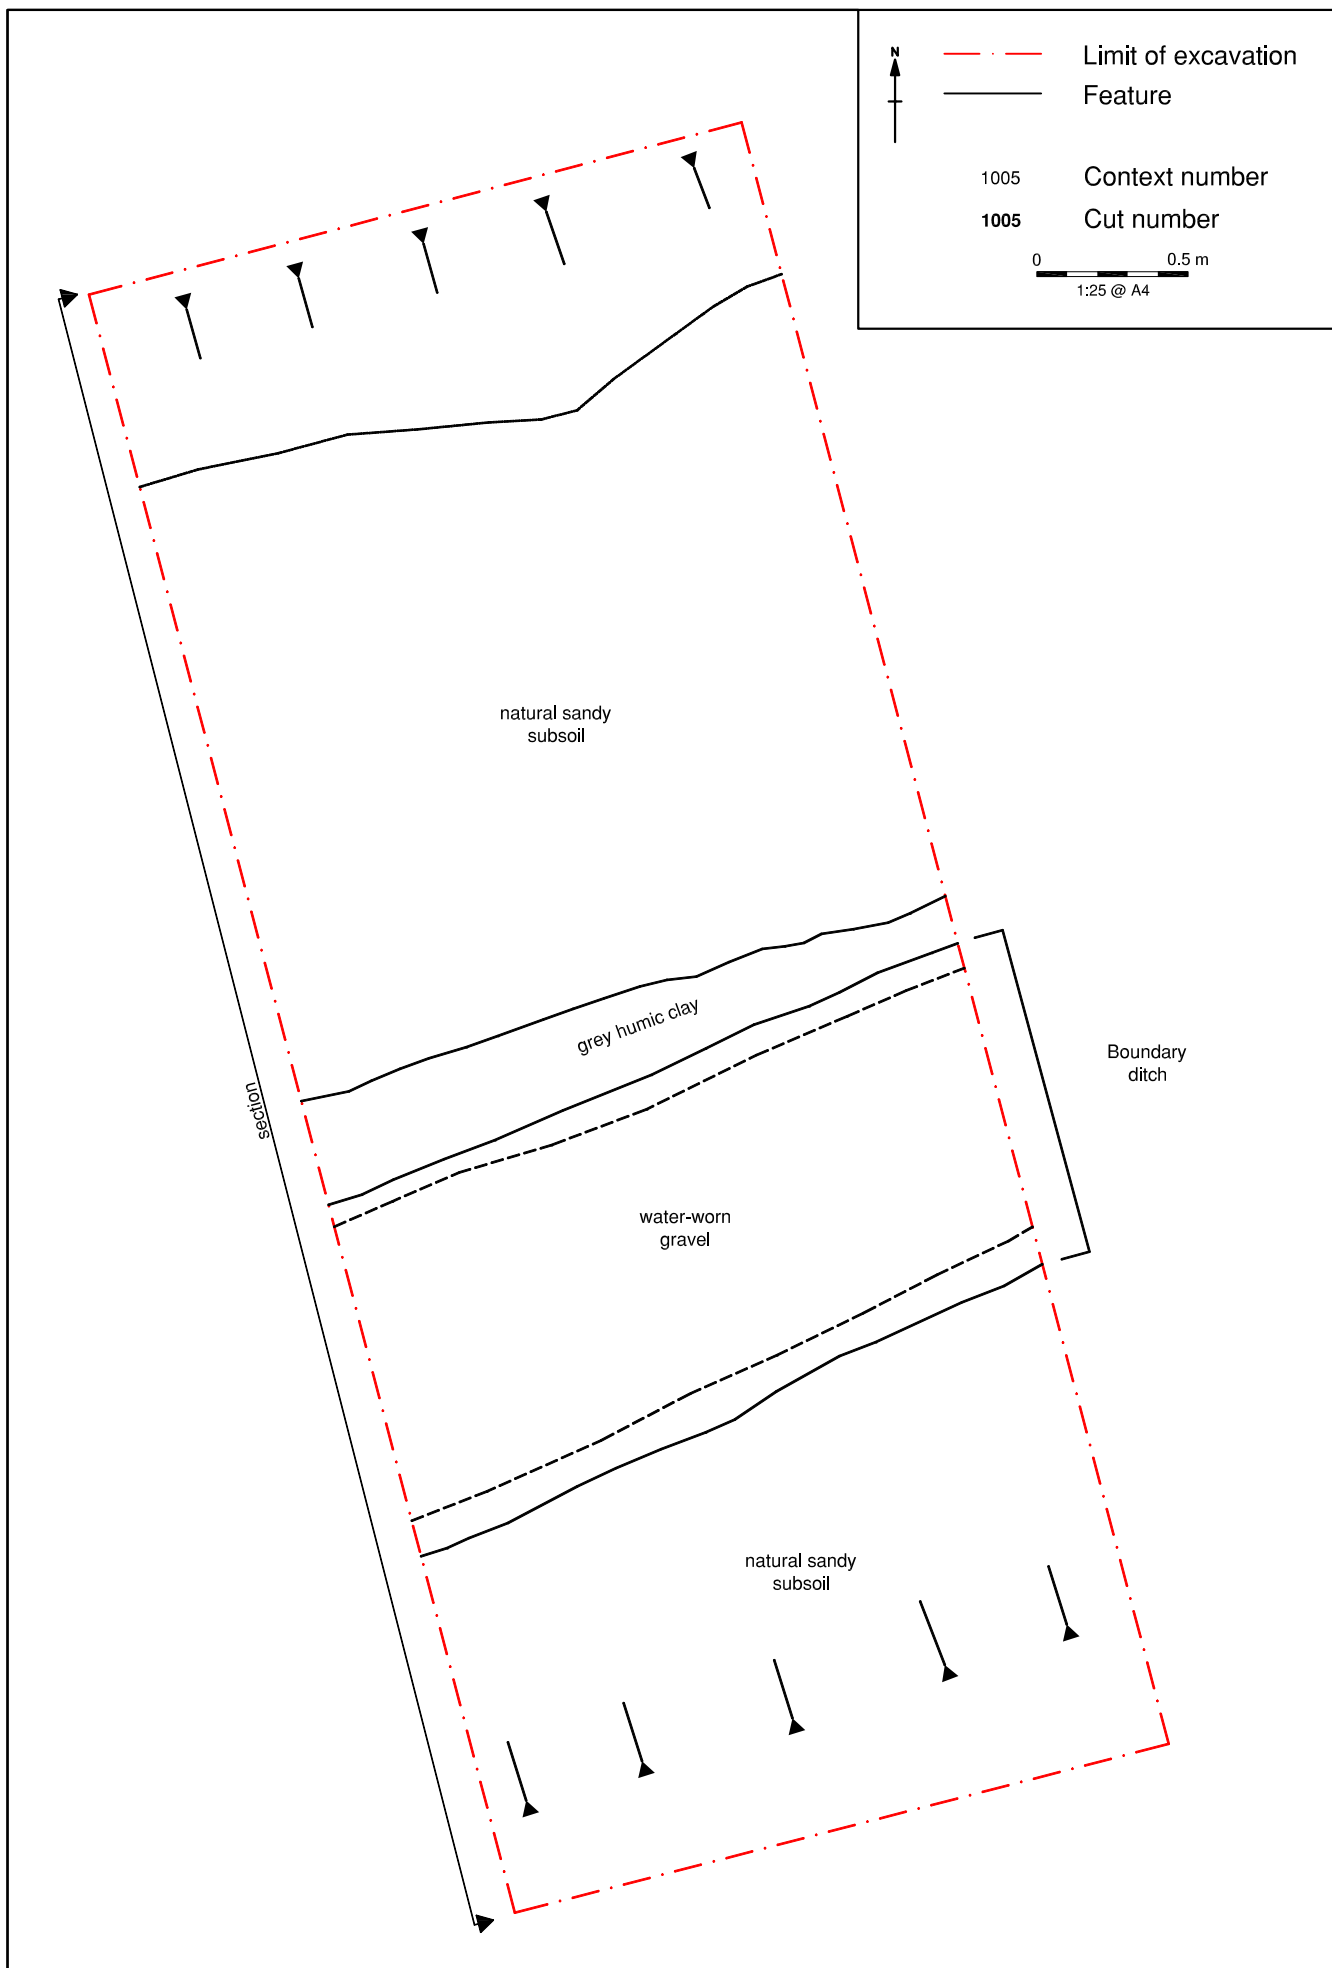 N
Limit of excavation
Feature
1005 Context number
1005 Cut number
0 0.5 m
1:25 @ A4
natural sandy
subsoil
grey humic clay
section
Boundary
ditch
water-worn
gravel
natural sandy
subsoil